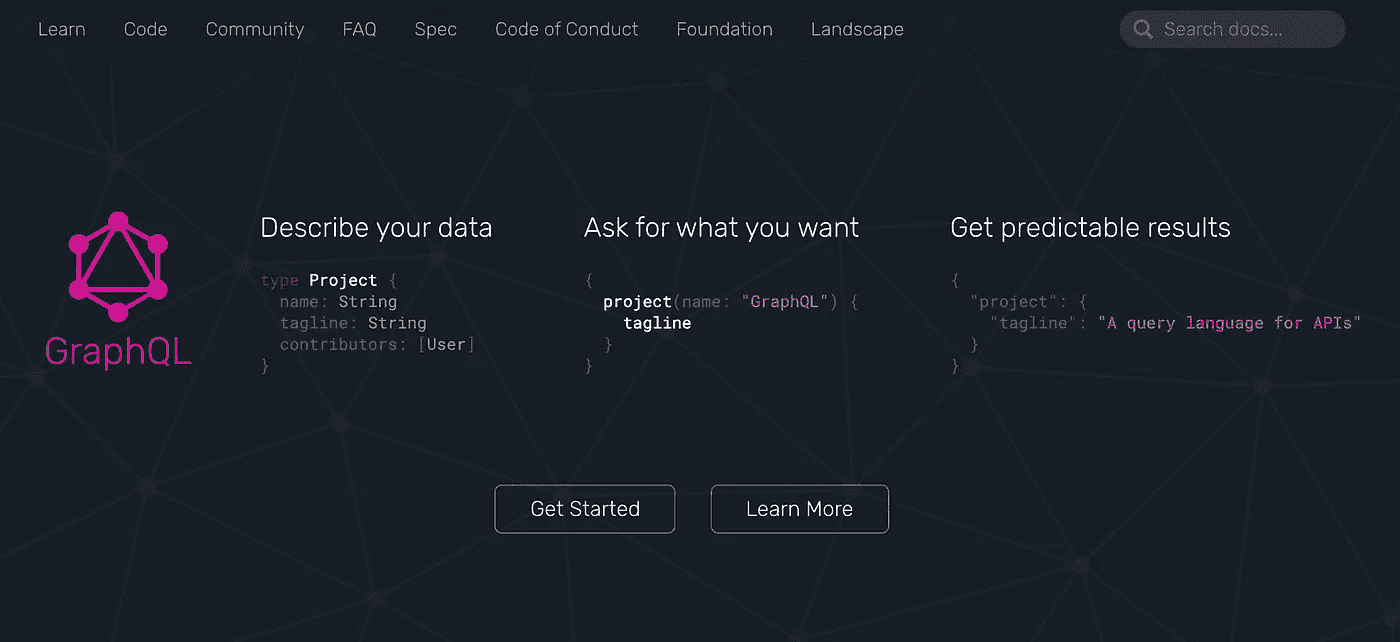 Learn Code Community FAQ Spec Code of Conduct Foundation Landscape Search docs...
GraphQL
Describe your data
type Project {
  name: String
  tagline: String
  contributors: [User]
}
Ask for what you want
{
  project(name: "GraphQL") {
    tagline
  }
}
Get predictable results
{
  "project": {
    "tagline": "A query language for APIs"
  }
}
Get Started
Learn More